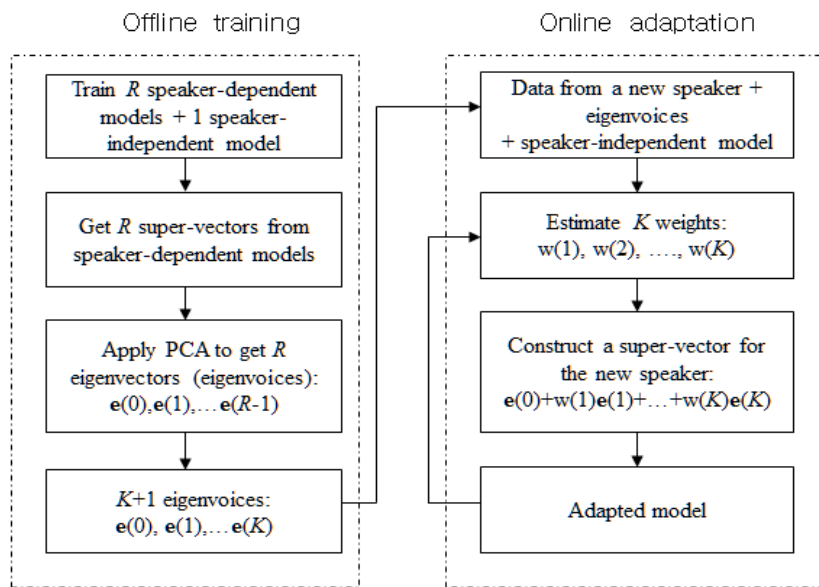 Offline training
Train R speaker-dependent
models + 1 speaker-
independent model
Get R super-vectors from
speaker-dependent models
Apply PCA to get R
eigenvectors (eigenvoices):
e(0),e(1),…e(R-1)
K+1 eigenvoices:
e(0), e(1),…e(K)
Online adaptation
Data from a new speaker +
eigenvoices
+ speaker-independent model
Estimate K weights:
w(1), w(2), …., w(K)
Construct a super-vector for
the new speaker:
e(0)+w(1)e(1)+…+w(K)e(K)
Adapted model